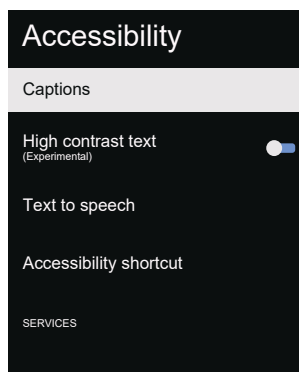 Accessibility
Captions
High contrast text
(Experimental)
Text to speech
Accessibility shortcut
SERVICES